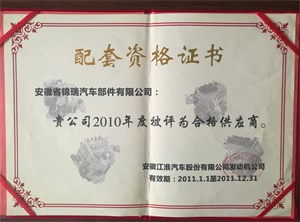 配套资格证书
安徽省锦瑞汽车部件有限公司：
贵公司2010年度被评为合格供应商。
安徽江淮汽车股份有限公司发动机公司
有效期：2011.1.1至2011.12.31